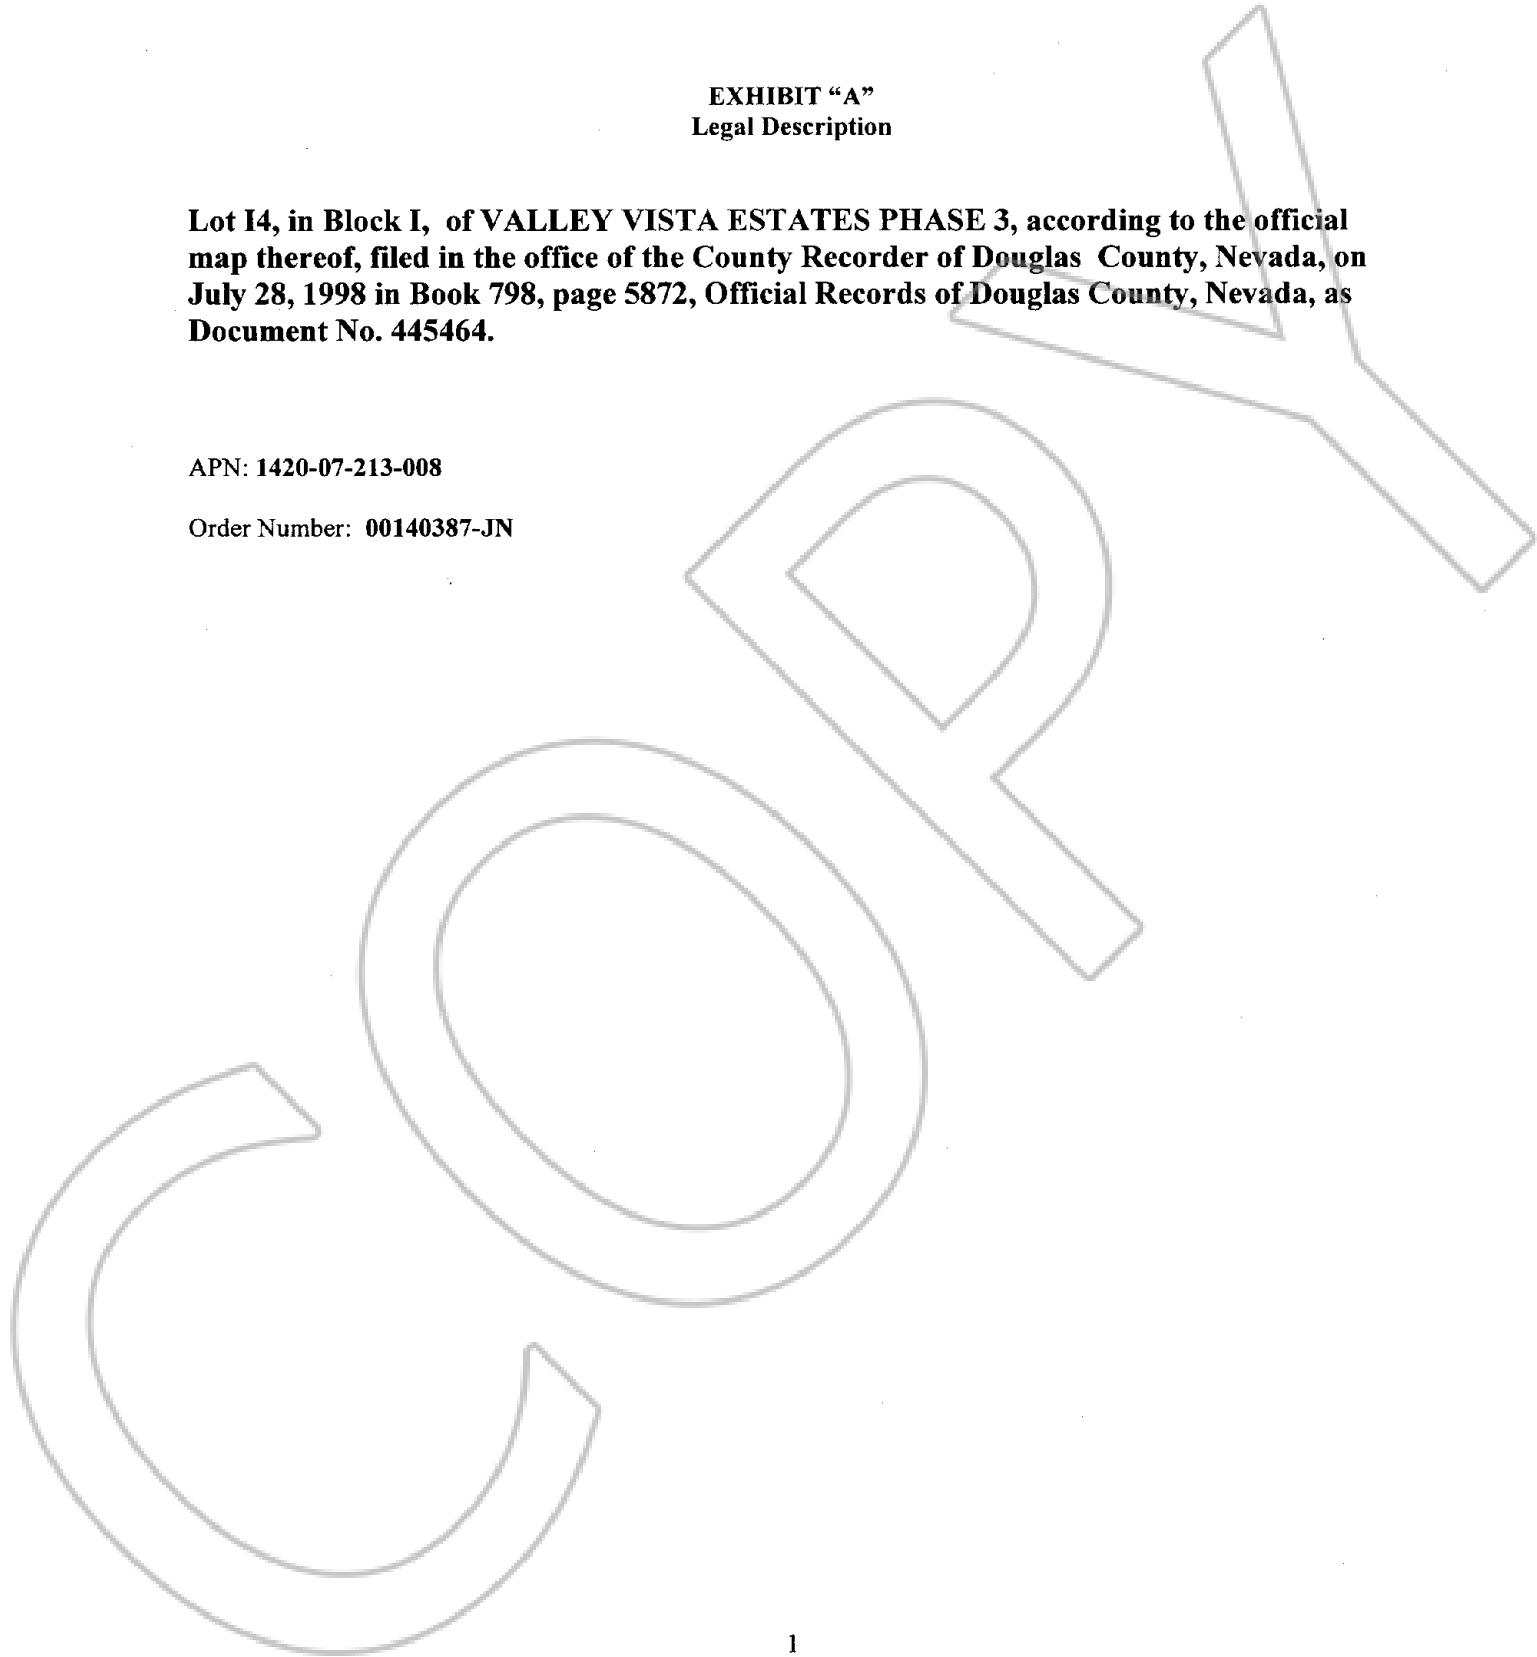 EXHIBIT “A”
Legal Description
Lot I4, in Block I, of VALLEY VISTA ESTATES PHASE 3, according to the official
map thereof, filed in the office of the County Recorder of Douglas County, Nevada, on
July 28, 1998 in Book 798, page 5872, Official Records of Douglas County, Nevada, as
Document No. 445464.
APN: 1420-07-213-008
Order Number: 00140387-JN
COPY
1